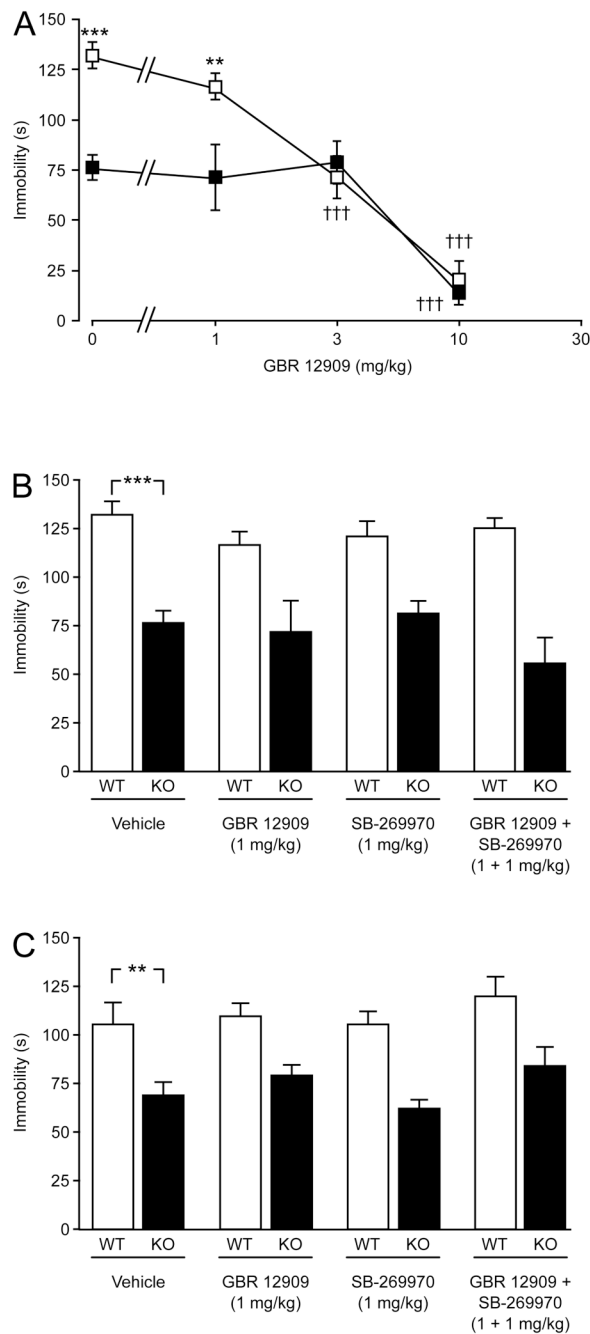 A
150
125
100
75
50
25
0
Immobility (s)
***
**
†††
†††
†††
0 1 3 10 30
GBR 12909 (mg/kg)
B
150
125
100
75
50
25
0
Immobility (s)
***
WT KO WT KO WT KO WT KO
Vehicle GBR 12909 SB-269970 GBR 12909 +
(1 mg/kg) (1 mg/kg) SB-269970
(1 + 1 mg/kg)
C
150
125
100
75
50
25
0
Immobility (s)
**
WT KO WT KO WT KO WT KO
Vehicle GBR 12909 SB-269970 GBR 12909 +
(1 mg/kg) (1 mg/kg) SB-269970
(1 + 1 mg/kg)